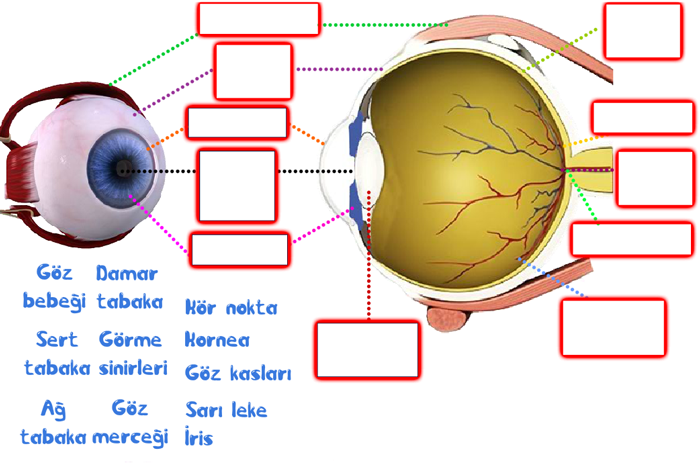 Göz Damar
bebeği tabaka
Kör nokta
Sert Görme
Kornea
tabaka sinirleri
Göz kasları
Ağ Göz
Sarı leke
tabaka merceği
İris